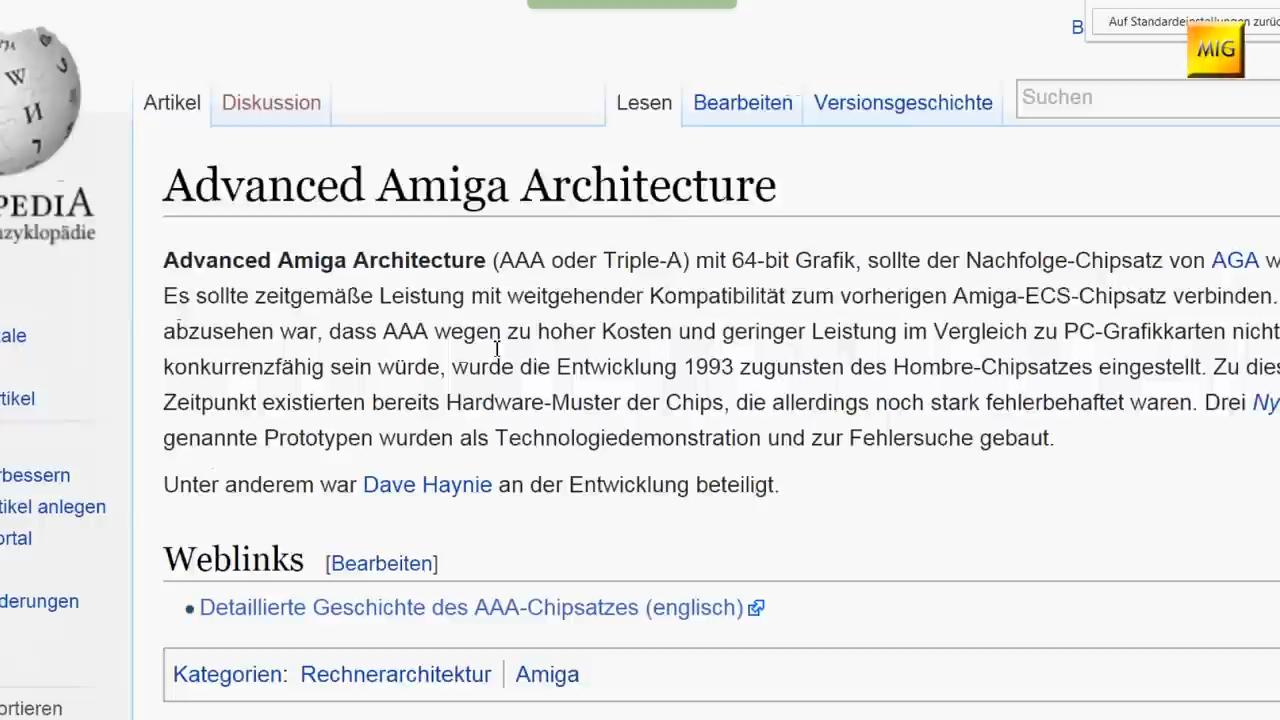 Auf Standardeinstellungen zurüc
MIG
Artikel Diskussion Lesen Bearbeiten Versionsgeschichte Suchen
PEDIA
nzyklopädie
Advanced Amiga Architecture
Advanced Amiga Architecture (AAA oder Triple-A) mit 64-bit Grafik, sollte der Nachfolge-Chipsatz von AGA w
Es sollte zeitgemäße Leistung mit weitgehender Kompatibilität zum vorherigen Amiga-ECS-Chipsatz verbinden.
abzusehen war, dass AAA wegen zu hoher Kosten und geringer Leistung im Vergleich zu PC-Grafikkarten nicht
konkurrenzfähig sein würde, wurde die Entwicklung 1993 zugunsten des Hombre-Chipsatzes eingestellt. Zu dies
Zeitpunkt existierten bereits Hardware-Muster der Chips, die allerdings noch stark fehlerbehaftet waren. Drei Ny
genannte Prototypen wurden als Technologiedemonstration und zur Fehlersuche gebaut.
Unter anderem war Dave Haynie an der Entwicklung beteiligt.
Weblinks [Bearbeiten]
• Detaillierte Geschichte des AAA-Chipsatzes (englisch)
Kategorien: Rechnerarchitektur | Amiga
ale
tikel
rbessern
tikel anlegen
ortal
derungen
ortieren